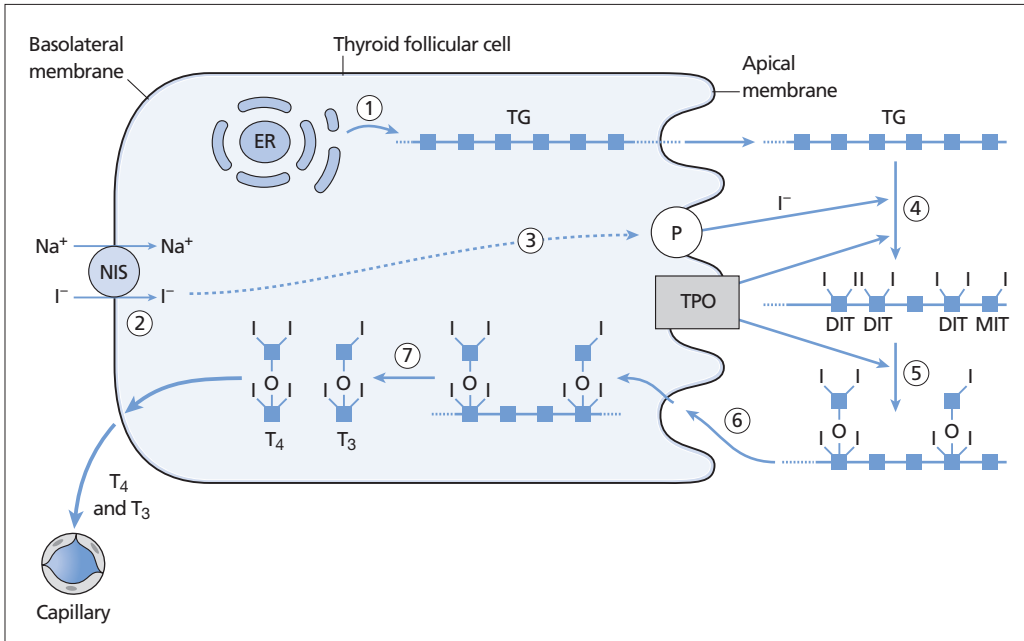 Basolateral
membrane
Thyroid follicular cell
Apical
membrane
ER
1
TG
TG
Na⁺
Na⁺
NIS
I⁻
I⁻
2
3
P
I⁻
4
TPO
I
I
I
I
I
I
I
DIT
DIT
DIT
MIT
5
I
I
I
O
O
I
I
I
I
6
I
I
I
O
O
I
I
I
I
7
I
I
I
O
O
I
I
I
I
T₄
T₃
T₄
and T₃
Capillary